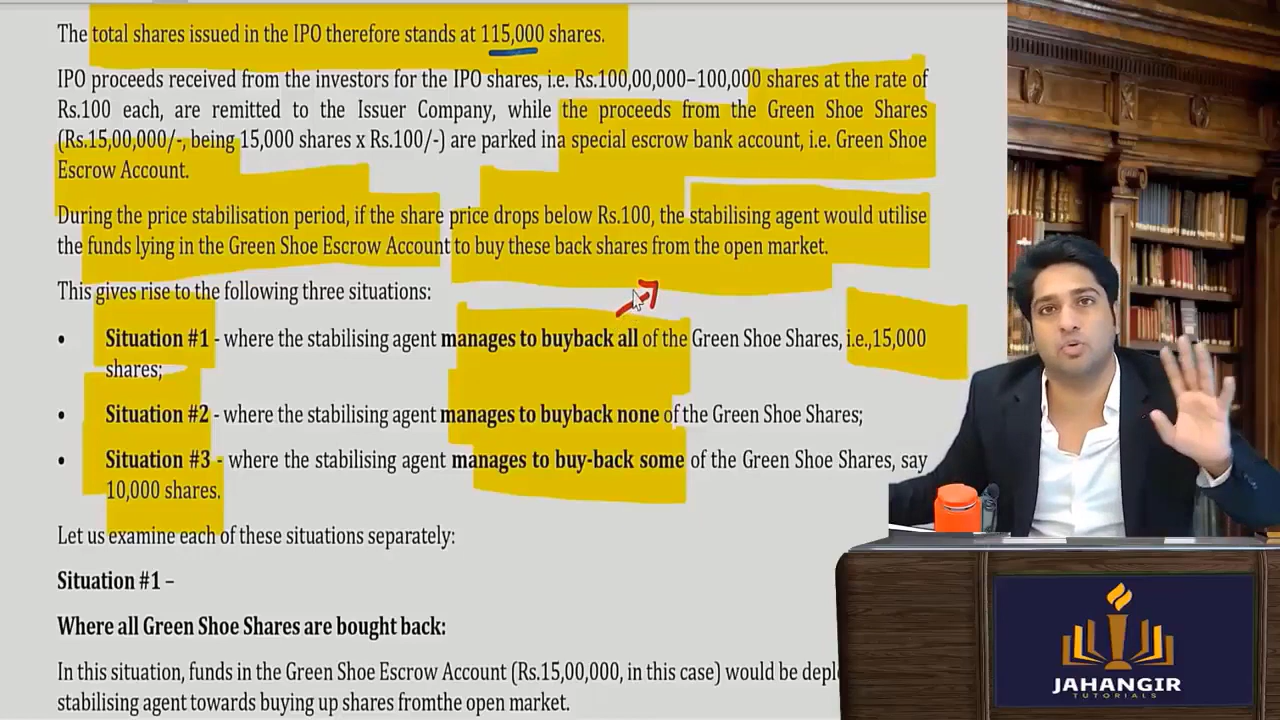 The total shares issued in the IPO therefore stands at 115,000 shares.
IPO proceeds received from the investors for the IPO shares, i.e. Rs.100,00,000–100,000 shares at the rate of
Rs.100 each, are remitted to the Issuer Company, while the proceeds from the Green Shoe Shares
(Rs.15,00,000/-, being 15,000 shares x Rs.100/-) are parked ina special escrow bank account, i.e. Green Shoe
Escrow Account.
During the price stabilisation period, if the share price drops below Rs.100, the stabilising agent would utilise
the funds lying in the Green Shoe Escrow Account to buy these back shares from the open market.
This gives rise to the following three situations:
• Situation #1 - where the stabilising agent manages to buyback all of the Green Shoe Shares, i.e.,15,000
shares;
• Situation #2 - where the stabilising agent manages to buyback none of the Green Shoe Shares;
• Situation #3 - where the stabilising agent manages to buy-back some of the Green Shoe Shares, say
10,000 shares.
Let us examine each of these situations separately:
Situation #1 –
Where all Green Shoe Shares are bought back:
In this situation, funds in the Green Shoe Escrow Account (Rs.15,00,000, in this case) would be
stabilising agent towards buying up shares fromthe open market.
JAHANGIR
TUTORIALS